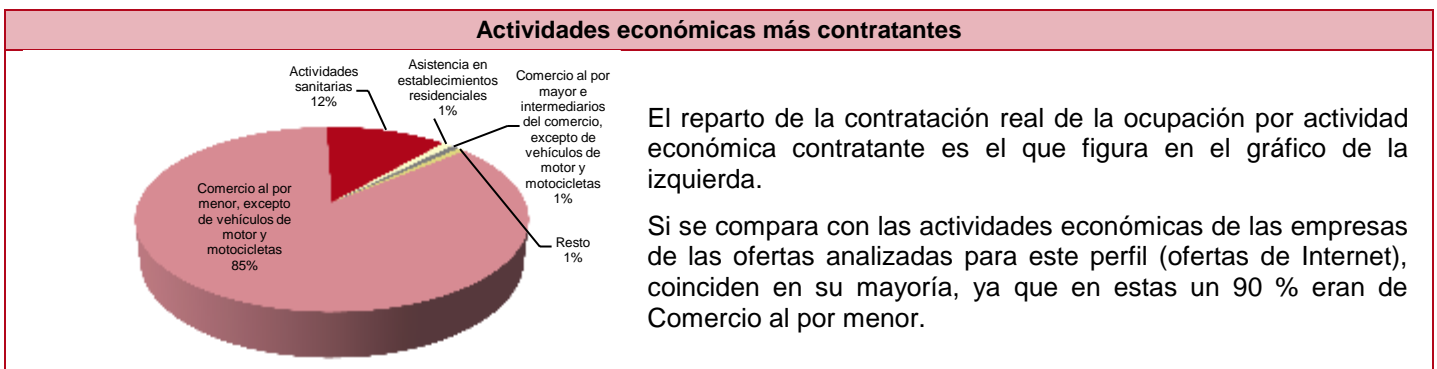 Actividades económicas más contratantes
Actividades
sanitarias
12%
Asistencia en
establecimientos
residenciales
1%
Comercio al por
mayor e
intermediarios
del comercio,
excepto de
vehículos de
motor y
motocicletas
1%
Resto
1%
Comercio al por
menor, excepto
de vehículos de
motor y
motocicletas
85%
El reparto de la contratación real de la ocupación por actividad
económica contratante es el que figura en el gráfico de la
izquierda.
Si se compara con las actividades económicas de las empresas
de las ofertas analizadas para este perfil (ofertas de Internet),
coinciden en su mayoría, ya que en estas un 90 % eran de
Comercio al por menor.